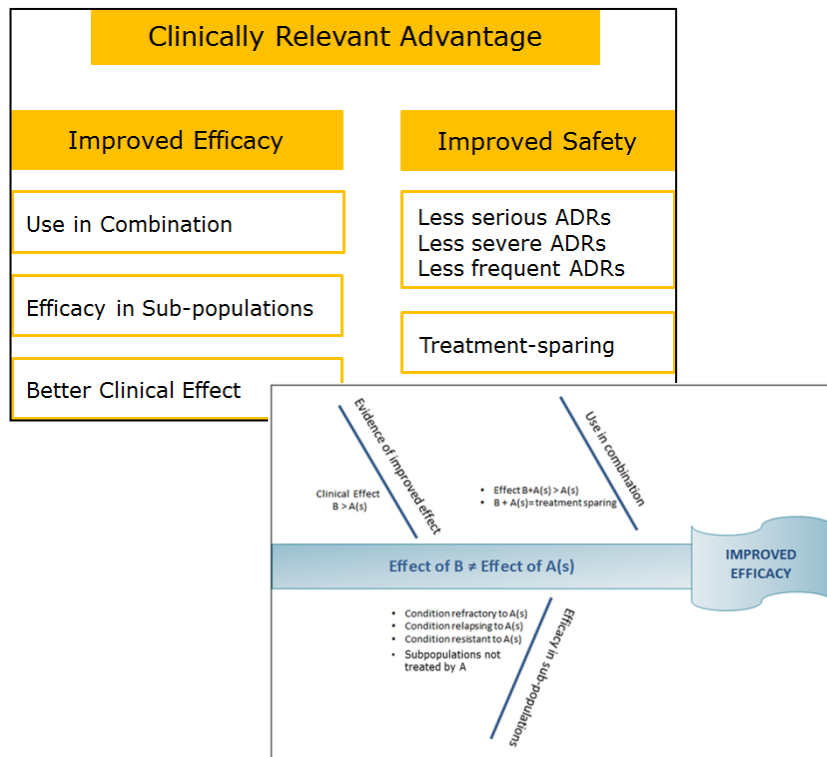 Clinically Relevant Advantage
Improved Efficacy
Improved Safety
Use in Combination
Efficacy in Sub-populations
Better Clinical Effect
Less serious ADRs
Less severe ADRs
Less frequent ADRs
Treatment-sparing
Evidence of improved effect
Clinical Effect
B > A(s)
Use in combination
• Effect B+A(s) > A(s)
• B + A(s)= treatment sparing
Effect of B ≠ Effect of A(s)
IMPROVED
EFFICACY
• Condition refractory to A(s)
• Condition relapsing to A(s)
• Condition resistant to A(s)
• Subpopulations not
treated by A
Efficacy in sub-populations